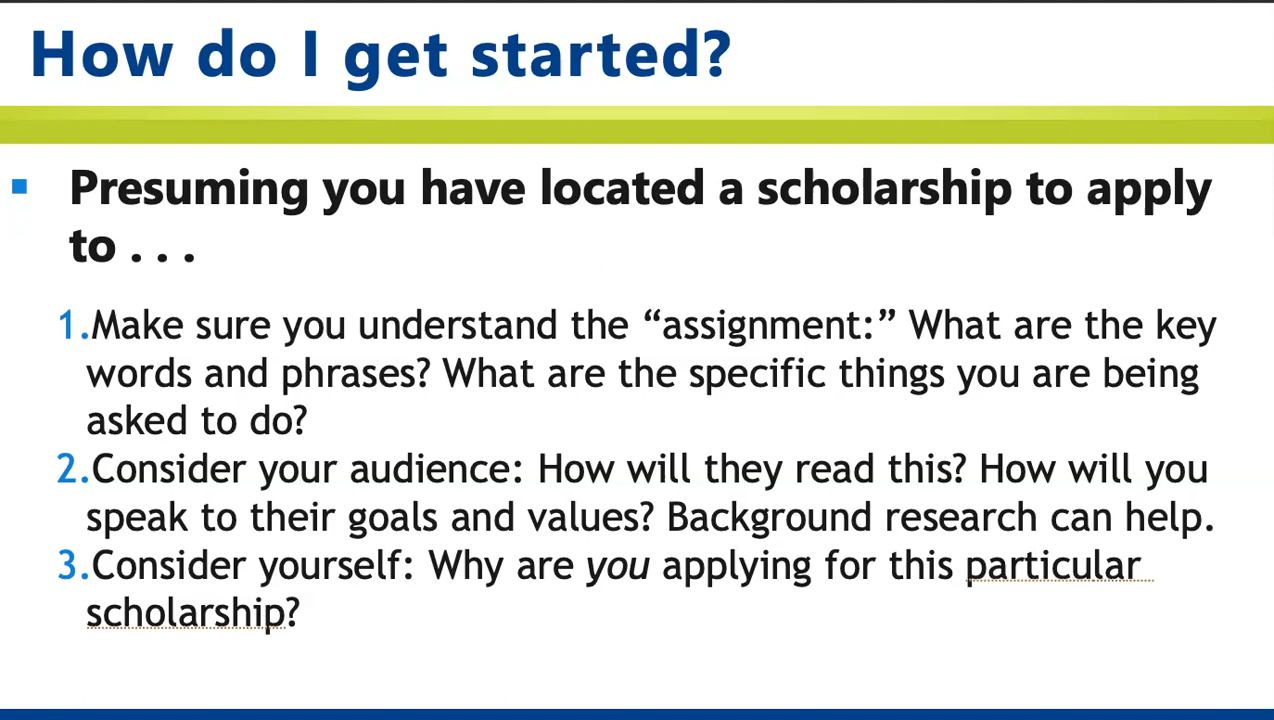 How do I get started?
▪ Presuming you have located a scholarship to apply
to . . .
1.Make sure you understand the “assignment:” What are the key
words and phrases? What are the specific things you are being
asked to do?
2.Consider your audience: How will they read this? How will you
speak to their goals and values? Background research can help.
3.Consider yourself: Why are you applying for this particular
scholarship?